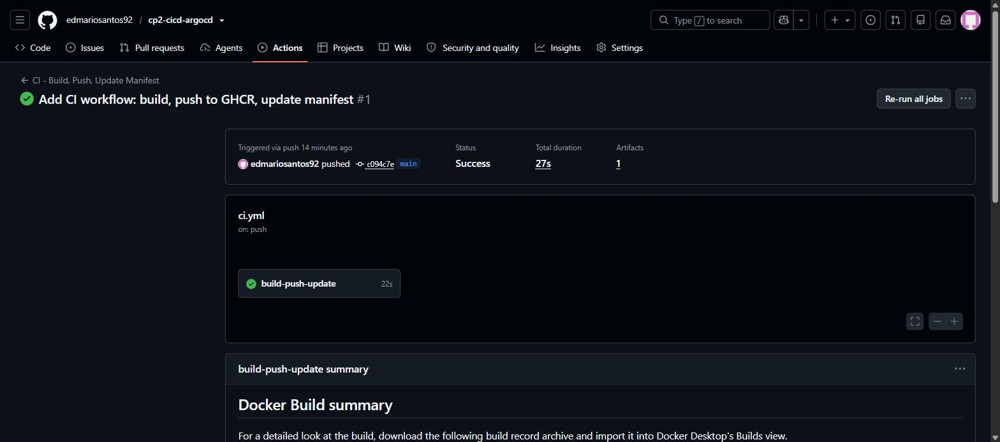 edmariosantos92 / cp2-cicd-argocd
Type / to search
Code Issues Pull requests Agents Actions Projects Wiki Security and quality Insights Settings
← CI - Build, Push, Update Manifest
Add CI workflow: build, push to GHCR, update manifest #1
Re-run all jobs
Triggered via push 14 minutes ago Status Total duration Artifacts
edmariosantos92 pushed c094c7e main Success 27s 1
ci.yml
on: push
build-push-update 22s
build-push-update summary
Docker Build summary
For a detailed look at the build, download the following build record archive and import it into Docker Desktop's Builds view.